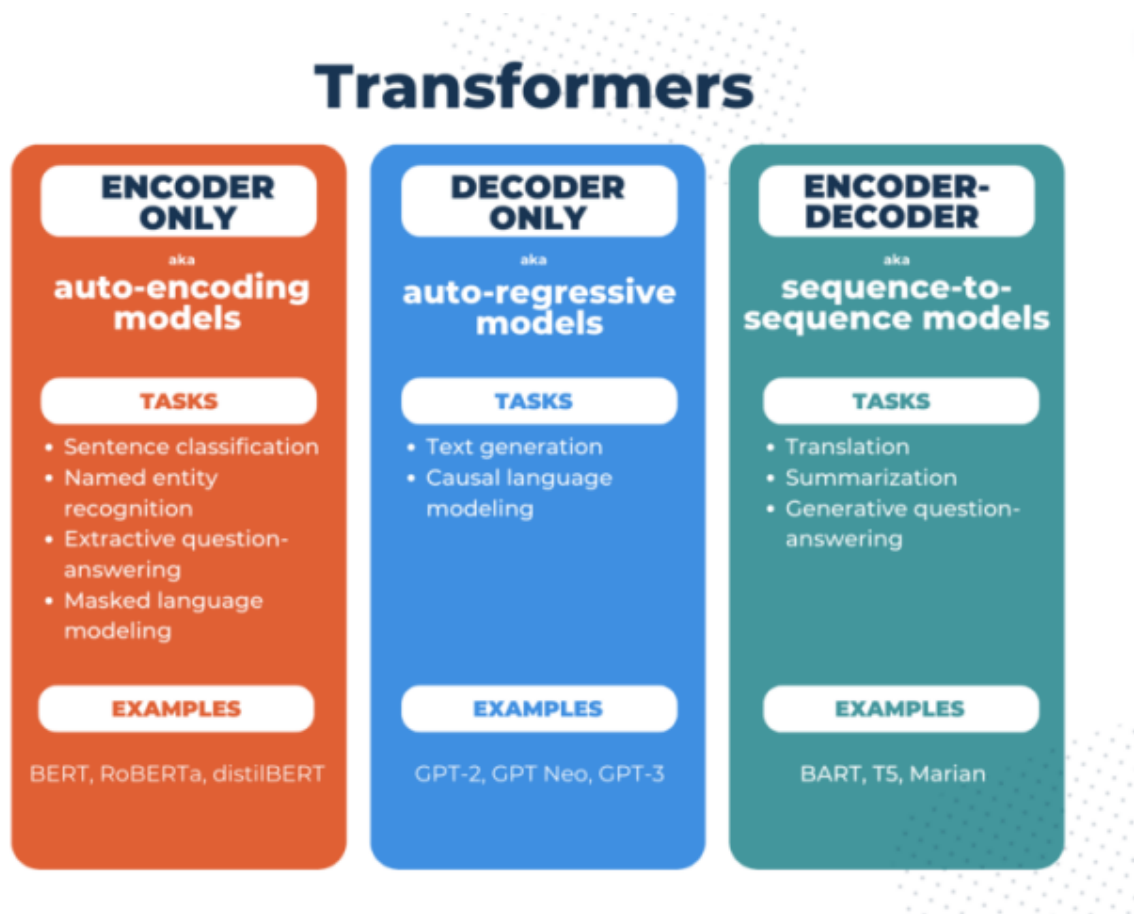 Transformers
ENCODER
ONLY
aka
auto-encoding
models
TASKS
• Sentence classification
• Named entity
recognition
• Extractive question-
answering
• Masked language
modeling
EXAMPLES
BERT, RoBERTa, distilBERT
DECODER
ONLY
aka
auto-regressive
models
TASKS
• Text generation
• Causal language
modeling
EXAMPLES
GPT-2, GPT Neo, GPT-3
ENCODER-
DECODER
aka
sequence-to-
sequence models
TASKS
• Translation
• Summarization
• Generative question-
answering
EXAMPLES
BART, T5, Marian